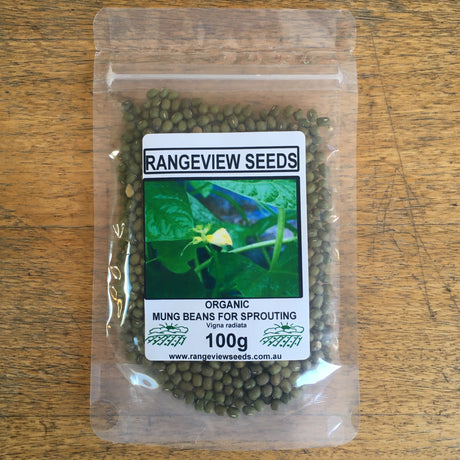 RANGEVIEW SEEDS
ORGANIC
MUNG BEANS FOR SPROUTING
Vigna radiata
100g
www.rangeviewseeds.com.au